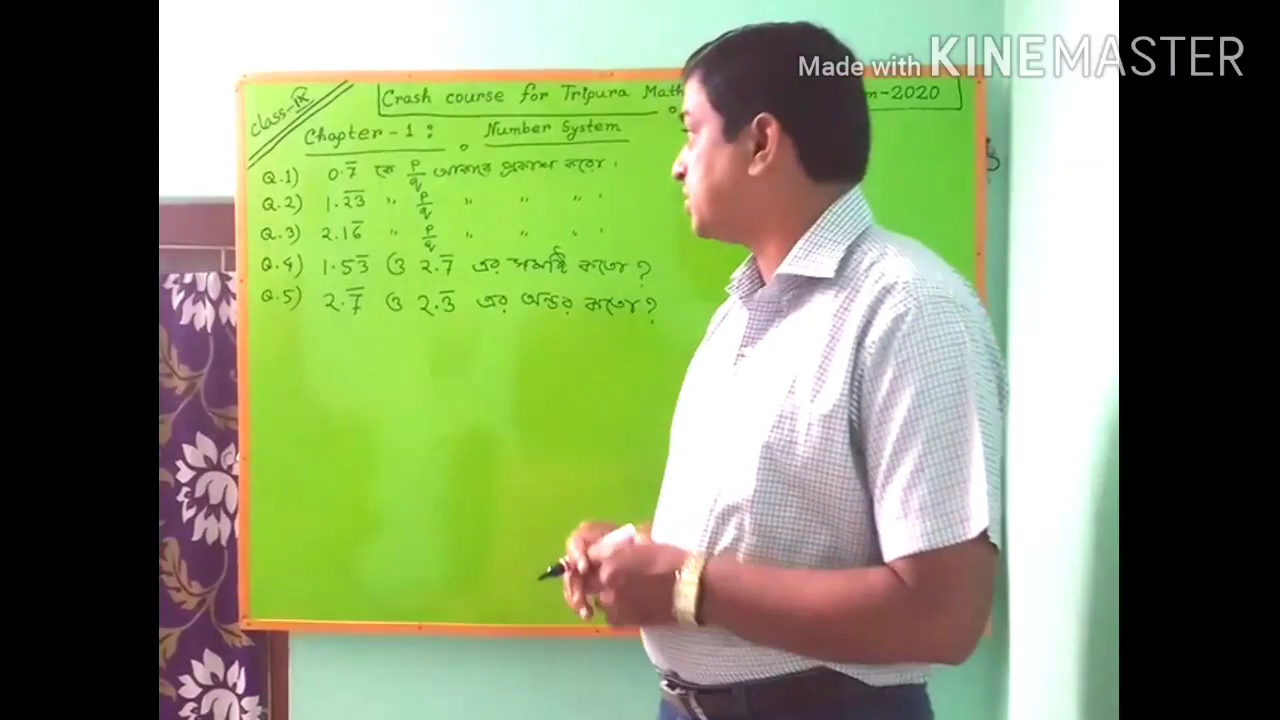 Made with KINEMASTER
class-IX
Crash course for Tripura Math 2020
Chapter-1: Number System
Q.1) 0.7̅ কে p/q আকারে প্রকাশ করো।
Q.2) 1.2̅3̅ " p/q " " " ।
Q.3) 2.16̅ " p/q " " " ।
Q.4) 1.53̅ ও 2.7̅ এর সমষ্টি কতো?
Q.5) 2.7̅ ও 2.3̅ এর অন্তর কতো?